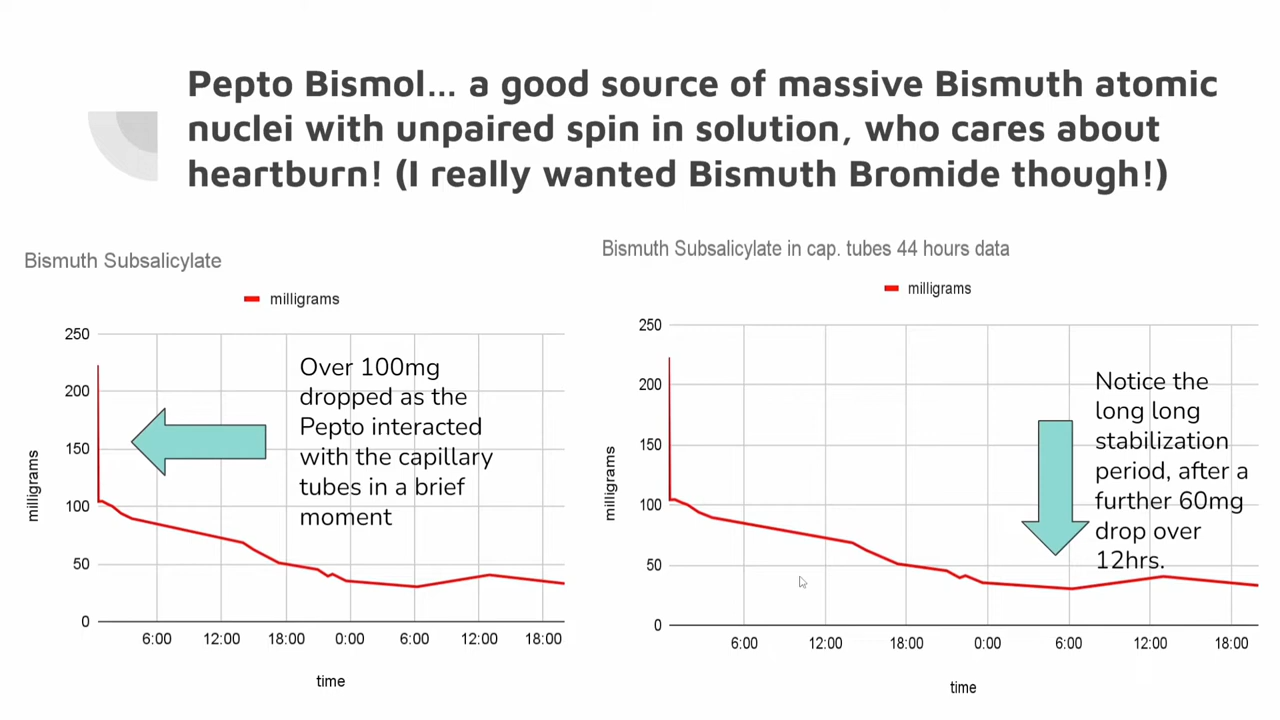 Pepto Bismol... a good source of massive Bismuth atomic
nuclei with unpaired spin in solution, who cares about
heartburn! (I really wanted Bismuth Bromide though!)
Bismuth Subsalicylate
milligrams
250
200
150
100
50
0
milligrams
6:00
12:00
18:00
0:00
6:00
12:00
18:00
time
Over 100mg
dropped as the
Pepto interacted
with the capillary
tubes in a brief
moment
Bismuth Subsalicylate in cap. tubes 44 hours data
milligrams
250
200
150
100
50
0
milligrams
6:00
12:00
18:00
0:00
6:00
12:00
18:00
time
Notice the
long long
stabilization
period, after a
further 60mg
drop over
12hrs.